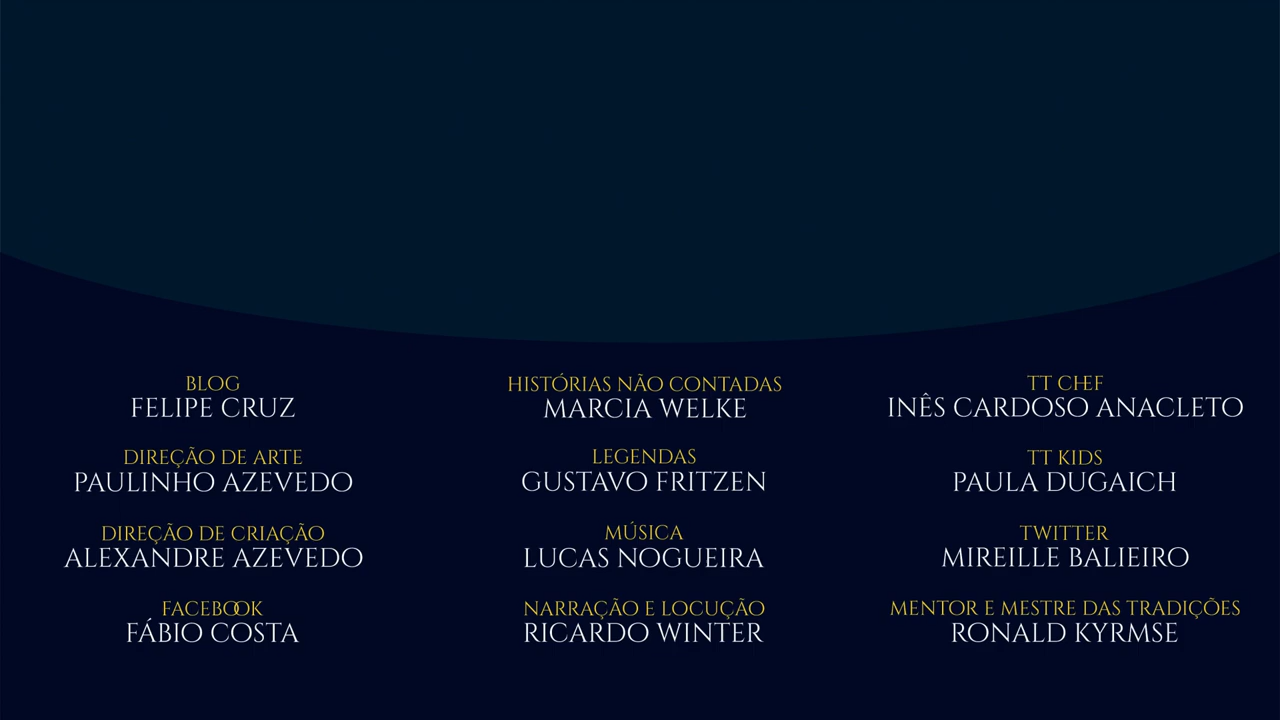 BLOG
FELIPE CRUZ
DIREÇÃO DE ARTE
PAULINHO AZEVEDO
DIREÇÃO DE CRIAÇÃO
ALEXANDRE AZEVEDO
FACEBOOK
FÁBIO COSTA
HISTÓRIAS NÃO CONTADAS
MARCIA WELKE
LEGENDAS
GUSTAVO FRITZEN
MÚSICA
LUCAS NOGUEIRA
NARRAÇÃO E LOCUÇÃO
RICARDO WINTER
TT CHEF
INÊS CARDOSO ANACLETO
TT KIDS
PAULA DUGAICH
TWITTER
MIREILLE BALIEIRO
MENTOR E MESTRE DAS TRADIÇÕES
RONALD KYRMSE